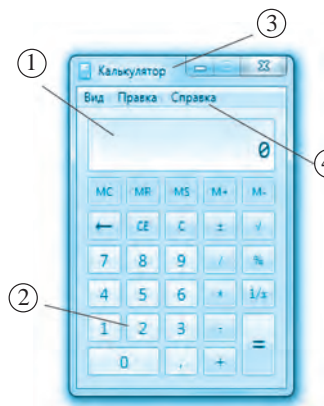 3
1
Калькулятор
Вид Правка Справка
0
4
MC MR MS M+ M-
← CE C ± √
7 8 9 / %
2
4 5 6 * 1/x
1 2 3 - =
0 , +